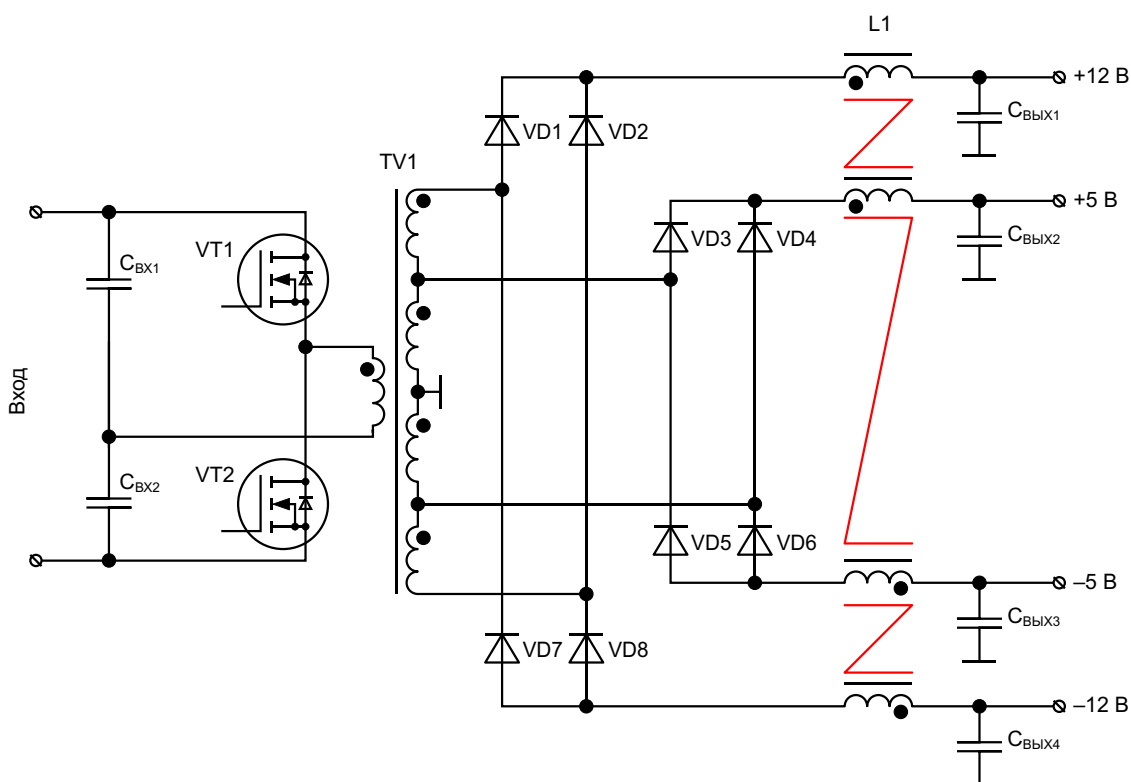 L1
+12 В
CВЫХ1
VD1
VD2
TV1
+5 В
CВЫХ2
VT1
VD3
VD4
CВХ1
Вход
CВХ2
VT2
VD5
VD6
–5 В
CВЫХ3
VD7
VD8
–12 В
CВЫХ4